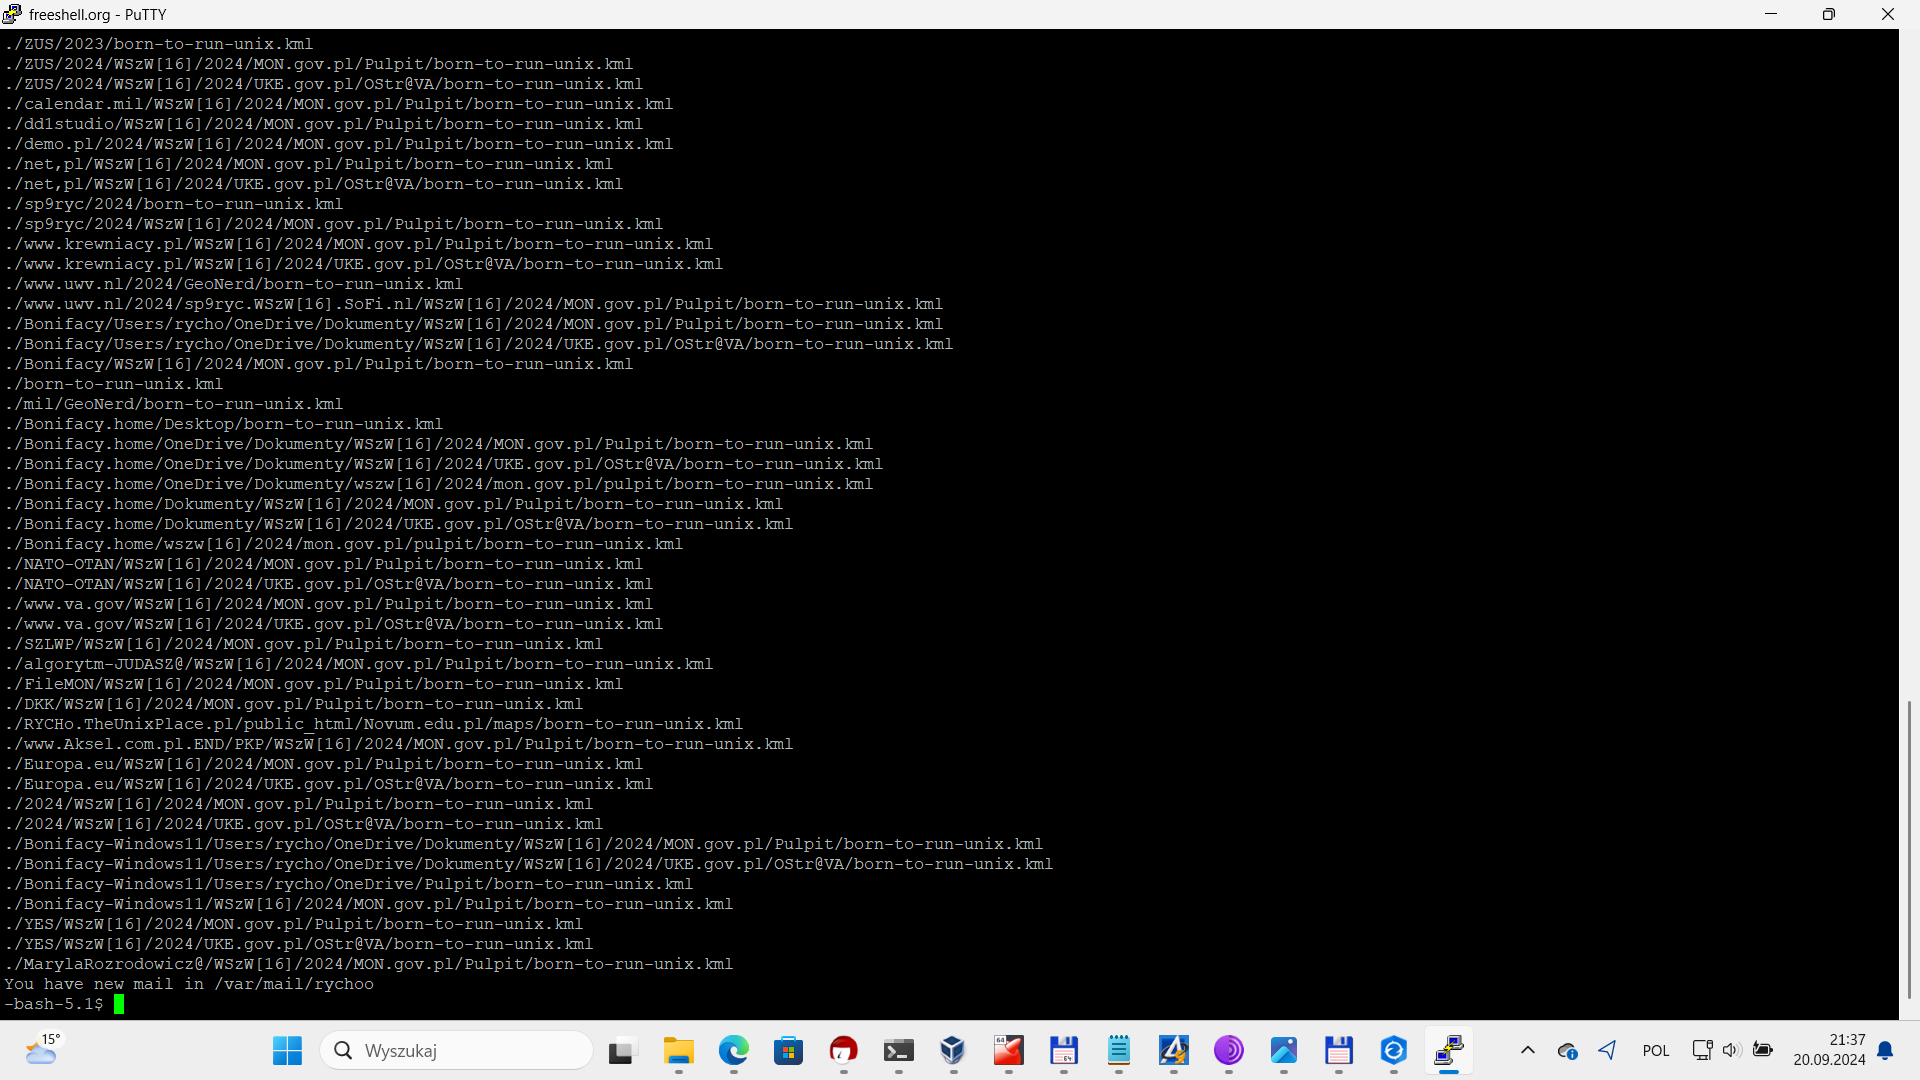 freeshell.org - PuTTY
./ZUS/2023/born-to-run-unix.kml
./ZUS/2024/WSzW[16]/2024/MON.gov.pl/Pulpit/born-to-run-unix.kml
./ZUS/2024/WSzW[16]/2024/UKE.gov.pl/OStr@VA/born-to-run-unix.kml
./calendar.mil/WSzW[16]/2024/MON.gov.pl/Pulpit/born-to-run-unix.kml
./dd1studio/WSzW[16]/2024/MON.gov.pl/Pulpit/born-to-run-unix.kml
./demo.pl/2024/WSzW[16]/2024/MON.gov.pl/Pulpit/born-to-run-unix.kml
./net,pl/WSzW[16]/2024/MON.gov.pl/Pulpit/born-to-run-unix.kml
./net,pl/WSzW[16]/2024/UKE.gov.pl/OStr@VA/born-to-run-unix.kml
./sp9ryc/2024/born-to-run-unix.kml
./sp9ryc/2024/WSzW[16]/2024/MON.gov.pl/Pulpit/born-to-run-unix.kml
./www.krewniacy.pl/WSzW[16]/2024/MON.gov.pl/Pulpit/born-to-run-unix.kml
./www.krewniacy.pl/WSzW[16]/2024/UKE.gov.pl/OStr@VA/born-to-run-unix.kml
./www.uwv.nl/2024/GeoNerd/born-to-run-unix.kml
./www.uwv.nl/2024/sp9ryc.WSzW[16].SoFi.nl/WSzW[16]/2024/MON.gov.pl/Pulpit/born-to-run-unix.kml
./Bonifacy/Users/rycho/OneDrive/Dokumenty/WSzW[16]/2024/MON.gov.pl/Pulpit/born-to-run-unix.kml
./Bonifacy/Users/rycho/OneDrive/Dokumenty/WSzW[16]/2024/UKE.gov.pl/OStr@VA/born-to-run-unix.kml
./Bonifacy/WSzW[16]/2024/MON.gov.pl/Pulpit/born-to-run-unix.kml
./born-to-run-unix.kml
./mil/GeoNerd/born-to-run-unix.kml
./Bonifacy.home/Desktop/born-to-run-unix.kml
./Bonifacy.home/OneDrive/Dokumenty/WSzW[16]/2024/MON.gov.pl/Pulpit/born-to-run-unix.kml
./Bonifacy.home/OneDrive/Dokumenty/WSzW[16]/2024/UKE.gov.pl/OStr@VA/born-to-run-unix.kml
./Bonifacy.home/OneDrive/Dokumenty/wszw[16]/2024/mon.gov.pl/pulpit/born-to-run-unix.kml
./Bonifacy.home/Dokumenty/WSzW[16]/2024/MON.gov.pl/Pulpit/born-to-run-unix.kml
./Bonifacy.home/Dokumenty/WSzW[16]/2024/UKE.gov.pl/OStr@VA/born-to-run-unix.kml
./Bonifacy.home/wszw[16]/2024/mon.gov.pl/pulpit/born-to-run-unix.kml
./NATO-OTAN/WSzW[16]/2024/MON.gov.pl/Pulpit/born-to-run-unix.kml
./NATO-OTAN/WSzW[16]/2024/UKE.gov.pl/OStr@VA/born-to-run-unix.kml
./www.va.gov/WSzW[16]/2024/MON.gov.pl/Pulpit/born-to-run-unix.kml
./www.va.gov/WSzW[16]/2024/UKE.gov.pl/OStr@VA/born-to-run-unix.kml
./SZLWP/WSzW[16]/2024/MON.gov.pl/Pulpit/born-to-run-unix.kml
./algorytm-JUDASZ@/WSzW[16]/2024/MON.gov.pl/Pulpit/born-to-run-unix.kml
./FileMON/WSzW[16]/2024/MON.gov.pl/Pulpit/born-to-run-unix.kml
./DKK/WSzW[16]/2024/MON.gov.pl/Pulpit/born-to-run-unix.kml
./RYCHo.TheUnixPlace.pl/public_html/Novum.edu.pl/maps/born-to-run-unix.kml
./www.Aksel.com.pl.END/PKP/WSzW[16]/2024/MON.gov.pl/Pulpit/born-to-run-unix.kml
./Europa.eu/WSzW[16]/2024/MON.gov.pl/Pulpit/born-to-run-unix.kml
./Europa.eu/WSzW[16]/2024/UKE.gov.pl/OStr@VA/born-to-run-unix.kml
./2024/WSzW[16]/2024/MON.gov.pl/Pulpit/born-to-run-unix.kml
./2024/WSzW[16]/2024/UKE.gov.pl/OStr@VA/born-to-run-unix.kml
./Bonifacy-Windows11/Users/rycho/OneDrive/Dokumenty/WSzW[16]/2024/MON.gov.pl/Pulpit/born-to-run-unix.kml
./Bonifacy-Windows11/Users/rycho/OneDrive/Dokumenty/WSzW[16]/2024/UKE.gov.pl/OStr@VA/born-to-run-unix.kml
./Bonifacy-Windows11/Users/rycho/OneDrive/Pulpit/born-to-run-unix.kml
./Bonifacy-Windows11/WSzW[16]/2024/MON.gov.pl/Pulpit/born-to-run-unix.kml
./YES/WSzW[16]/2024/MON.gov.pl/Pulpit/born-to-run-unix.kml
./YES/WSzW[16]/2024/UKE.gov.pl/OStr@VA/born-to-run-unix.kml
./MarylaRozrodowicz@/WSzW[16]/2024/MON.gov.pl/Pulpit/born-to-run-unix.kml
You have new mail in /var/mail/rychoo
-bash-5.1$
15°
Wyszukaj
64
64
POL
21:37
20.09.2024